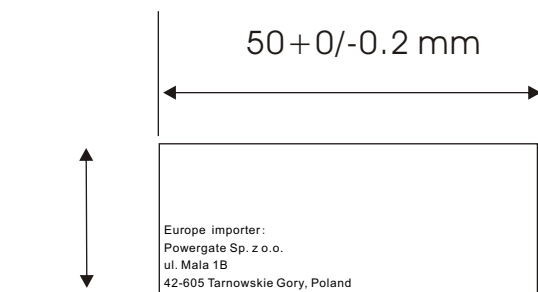 50+0/-0.2 mm
Europe importer:
Powergate Sp. z o.o.
ul. Mala 1B
42-605 Tarnowskie Gory, Poland